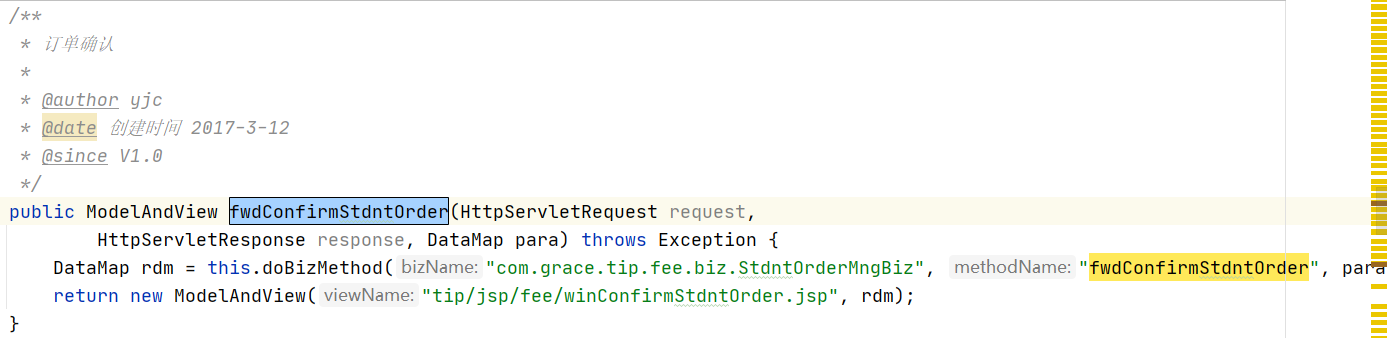 /**
 * 订单确认
 *
 * @author yjc
 * @date 创建时间 2017-3-12
 * @since V1.0
 */
public ModelAndView fwdConfirmStdntOrder(HttpServletRequest request,
        HttpServletResponse response, DataMap para) throws Exception {
    DataMap rdm = this.doBizMethod( bizName: "com.grace.tip.fee.biz.StdntOrderMngBiz", methodName: "fwdConfirmStdntOrder", para
    return new ModelAndView( viewName: "tip/jsp/fee/winConfirmStdntOrder.jsp", rdm);
}